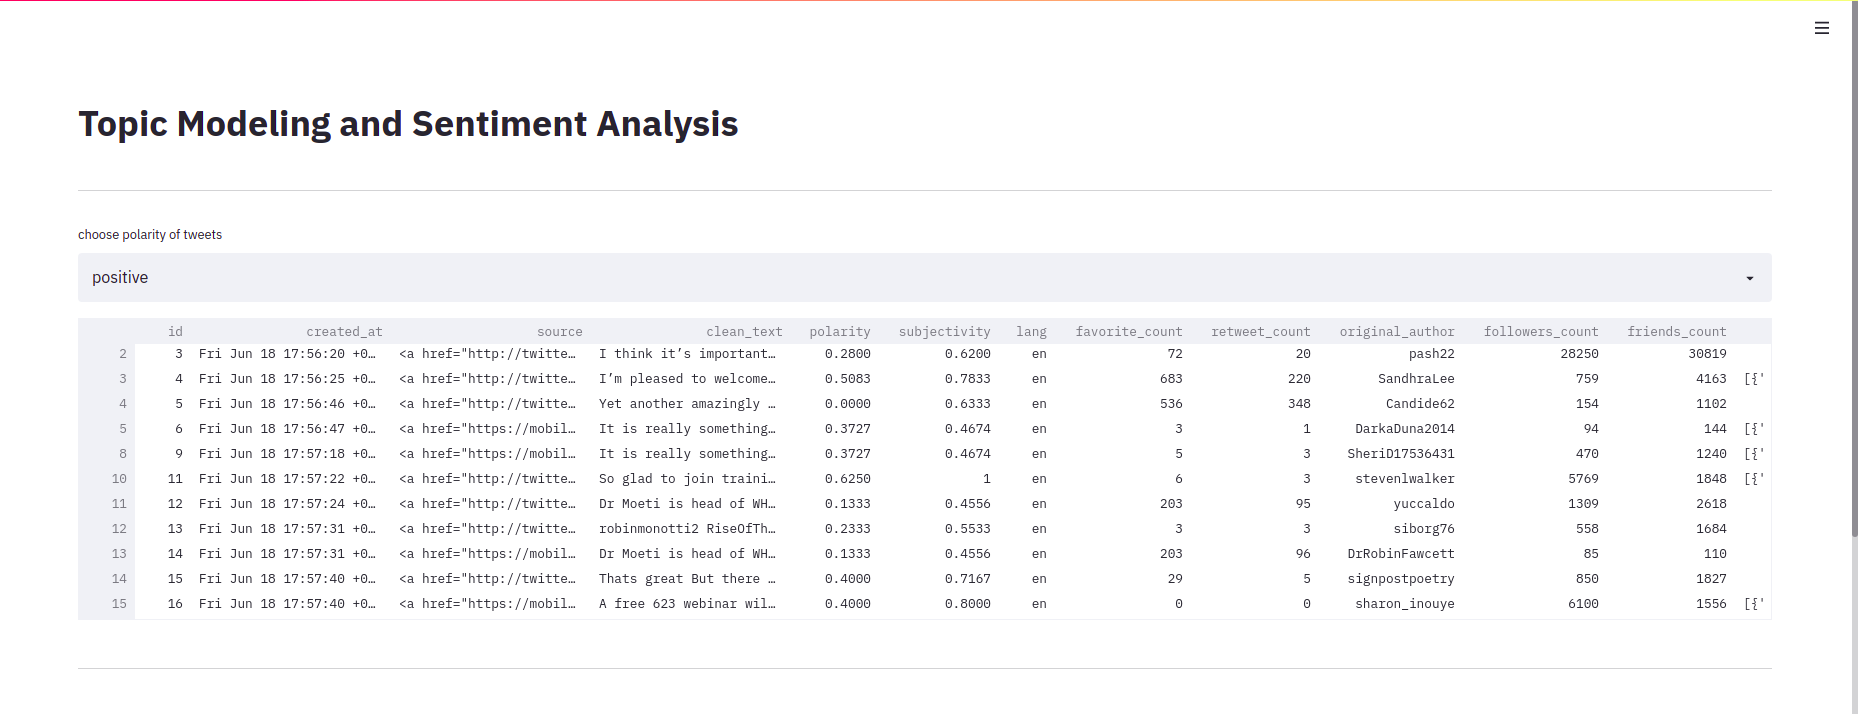 Topic Modeling and Sentiment Analysis
choose polarity of tweets
positive
id created_at source clean_text polarity subjectivity lang favorite_count retweet_count original_author followers_count friends_count
2 3 Fri Jun 18 17:56:20 +0… <a href="http://twitte… I think it’s important… 0.2800 0.6200 en 72 20 pash22 28250 30819
3 4 Fri Jun 18 17:56:25 +0… <a href="http://twitte… I’m pleased to welcome… 0.5083 0.7833 en 683 220 SandhraLee 759 4163 [{'
4 5 Fri Jun 18 17:56:46 +0… <a href="http://twitte… Yet another amazingly … 0.0000 0.6333 en 536 348 Candide62 154 1102
5 6 Fri Jun 18 17:56:47 +0… <a href="https://mobil… It is really something… 0.3727 0.4674 en 3 1 DarkaDuna2014 94 144 [{'
8 9 Fri Jun 18 17:57:18 +0… <a href="https://mobil… It is really something… 0.3727 0.4674 en 5 3 SheriD17536431 470 1240 [{'
10 11 Fri Jun 18 17:57:22 +0… <a href="http://twitte… So glad to join traini… 0.6250 1 en 6 3 stevenlwalker 5769 1848 [{'
11 12 Fri Jun 18 17:57:24 +0… <a href="http://twitte… Dr Moeti is head of WH… 0.1333 0.4556 en 203 95 yuccaldo 1309 2618
12 13 Fri Jun 18 17:57:31 +0… <a href="http://twitte… robinmonotti2 RiseOfTh… 0.2333 0.5533 en 3 3 siborg76 558 1684
13 14 Fri Jun 18 17:57:31 +0… <a href="https://mobil… Dr Moeti is head of WH… 0.1333 0.4556 en 203 96 DrRobinFawcett 85 110
14 15 Fri Jun 18 17:57:40 +0… <a href="http://twitte… Thats great But there … 0.4000 0.7167 en 29 5 signpostpoetry 850 1827
15 16 Fri Jun 18 17:57:40 +0… <a href="https://mobil… A free 623 webinar wil… 0.4000 0.8000 en 0 0 sharon_inouye 6100 1556 [{'